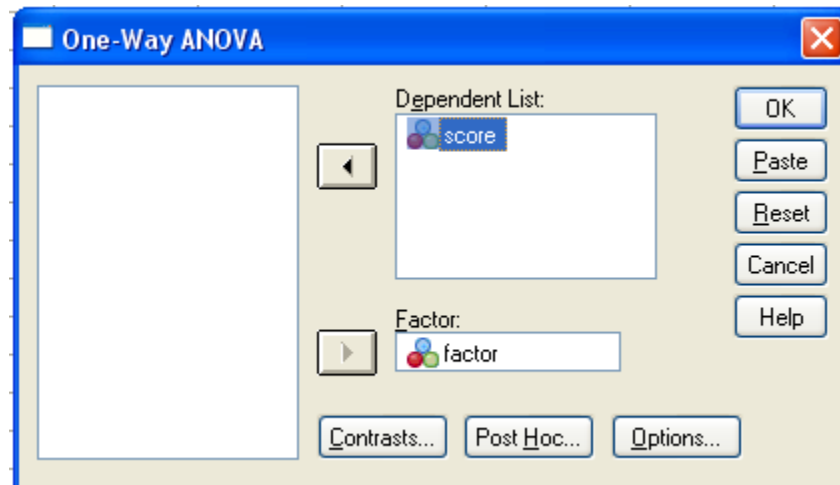 One-Way ANOVA
Dependent List:
score
Factor:
factor
OK
Paste
Reset
Cancel
Help
Contrasts...
Post Hoc...
Options...